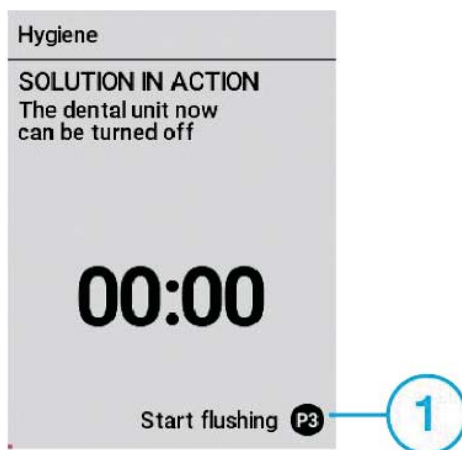 Hygiene
SOLUTION IN ACTION
The dental unit now
can be turned off
00:00
Start flushing P3
1